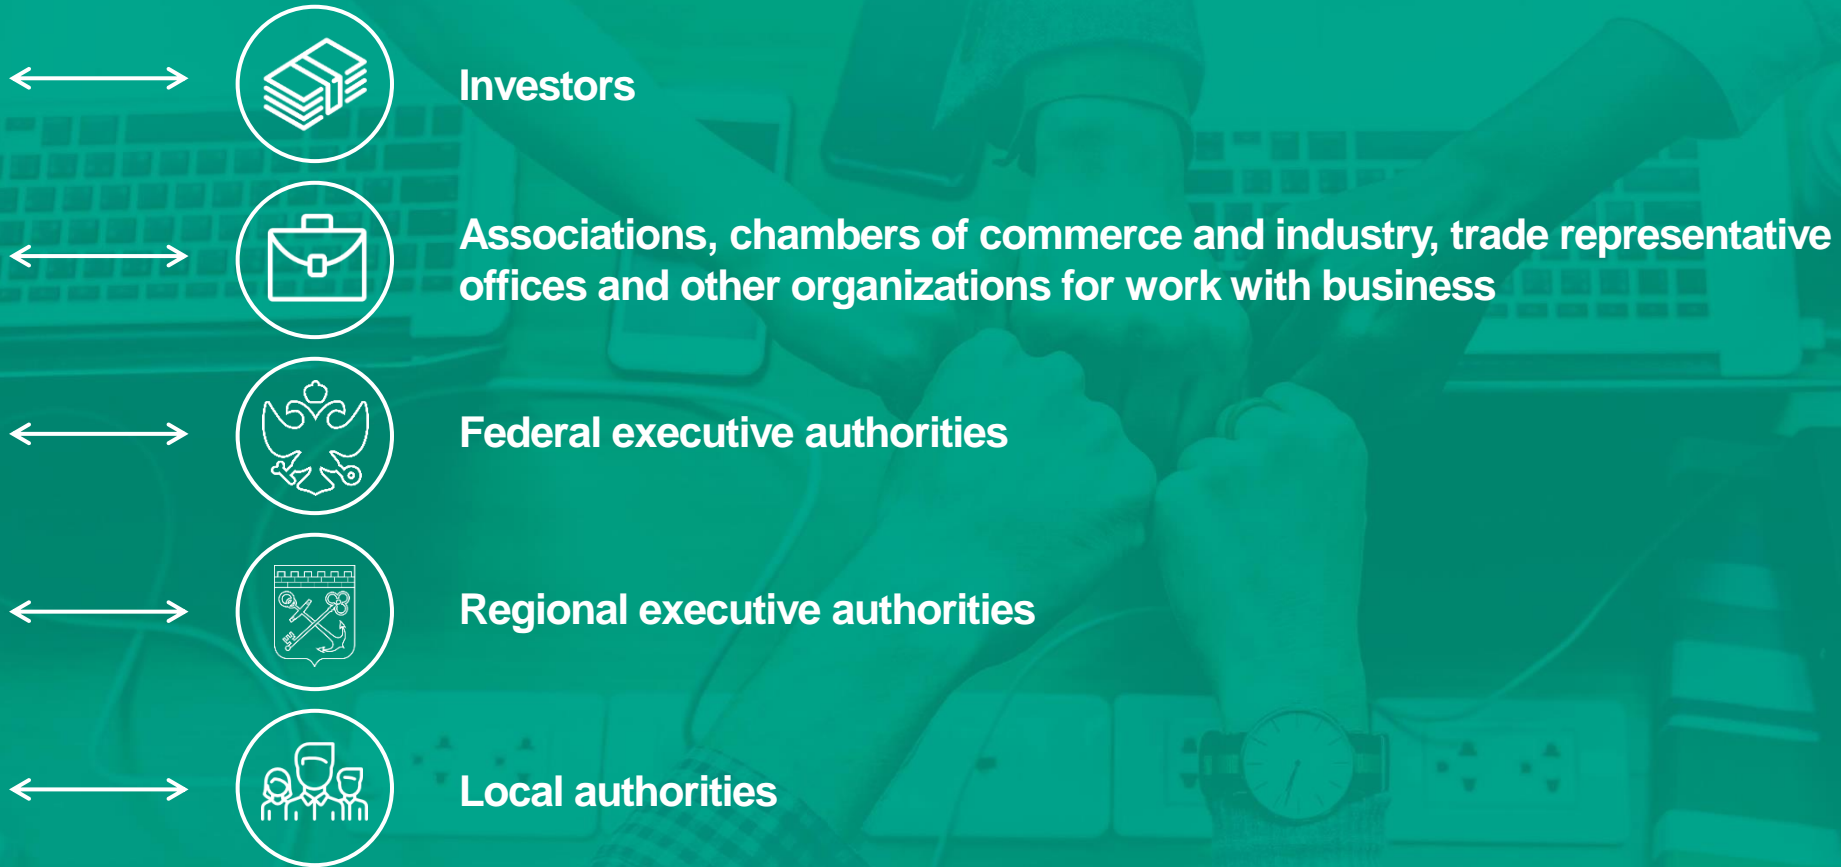 Investors
Associations, chambers of commerce and industry, trade representative
offices and other organizations for work with business
Federal executive authorities
Regional executive authorities
Local authorities